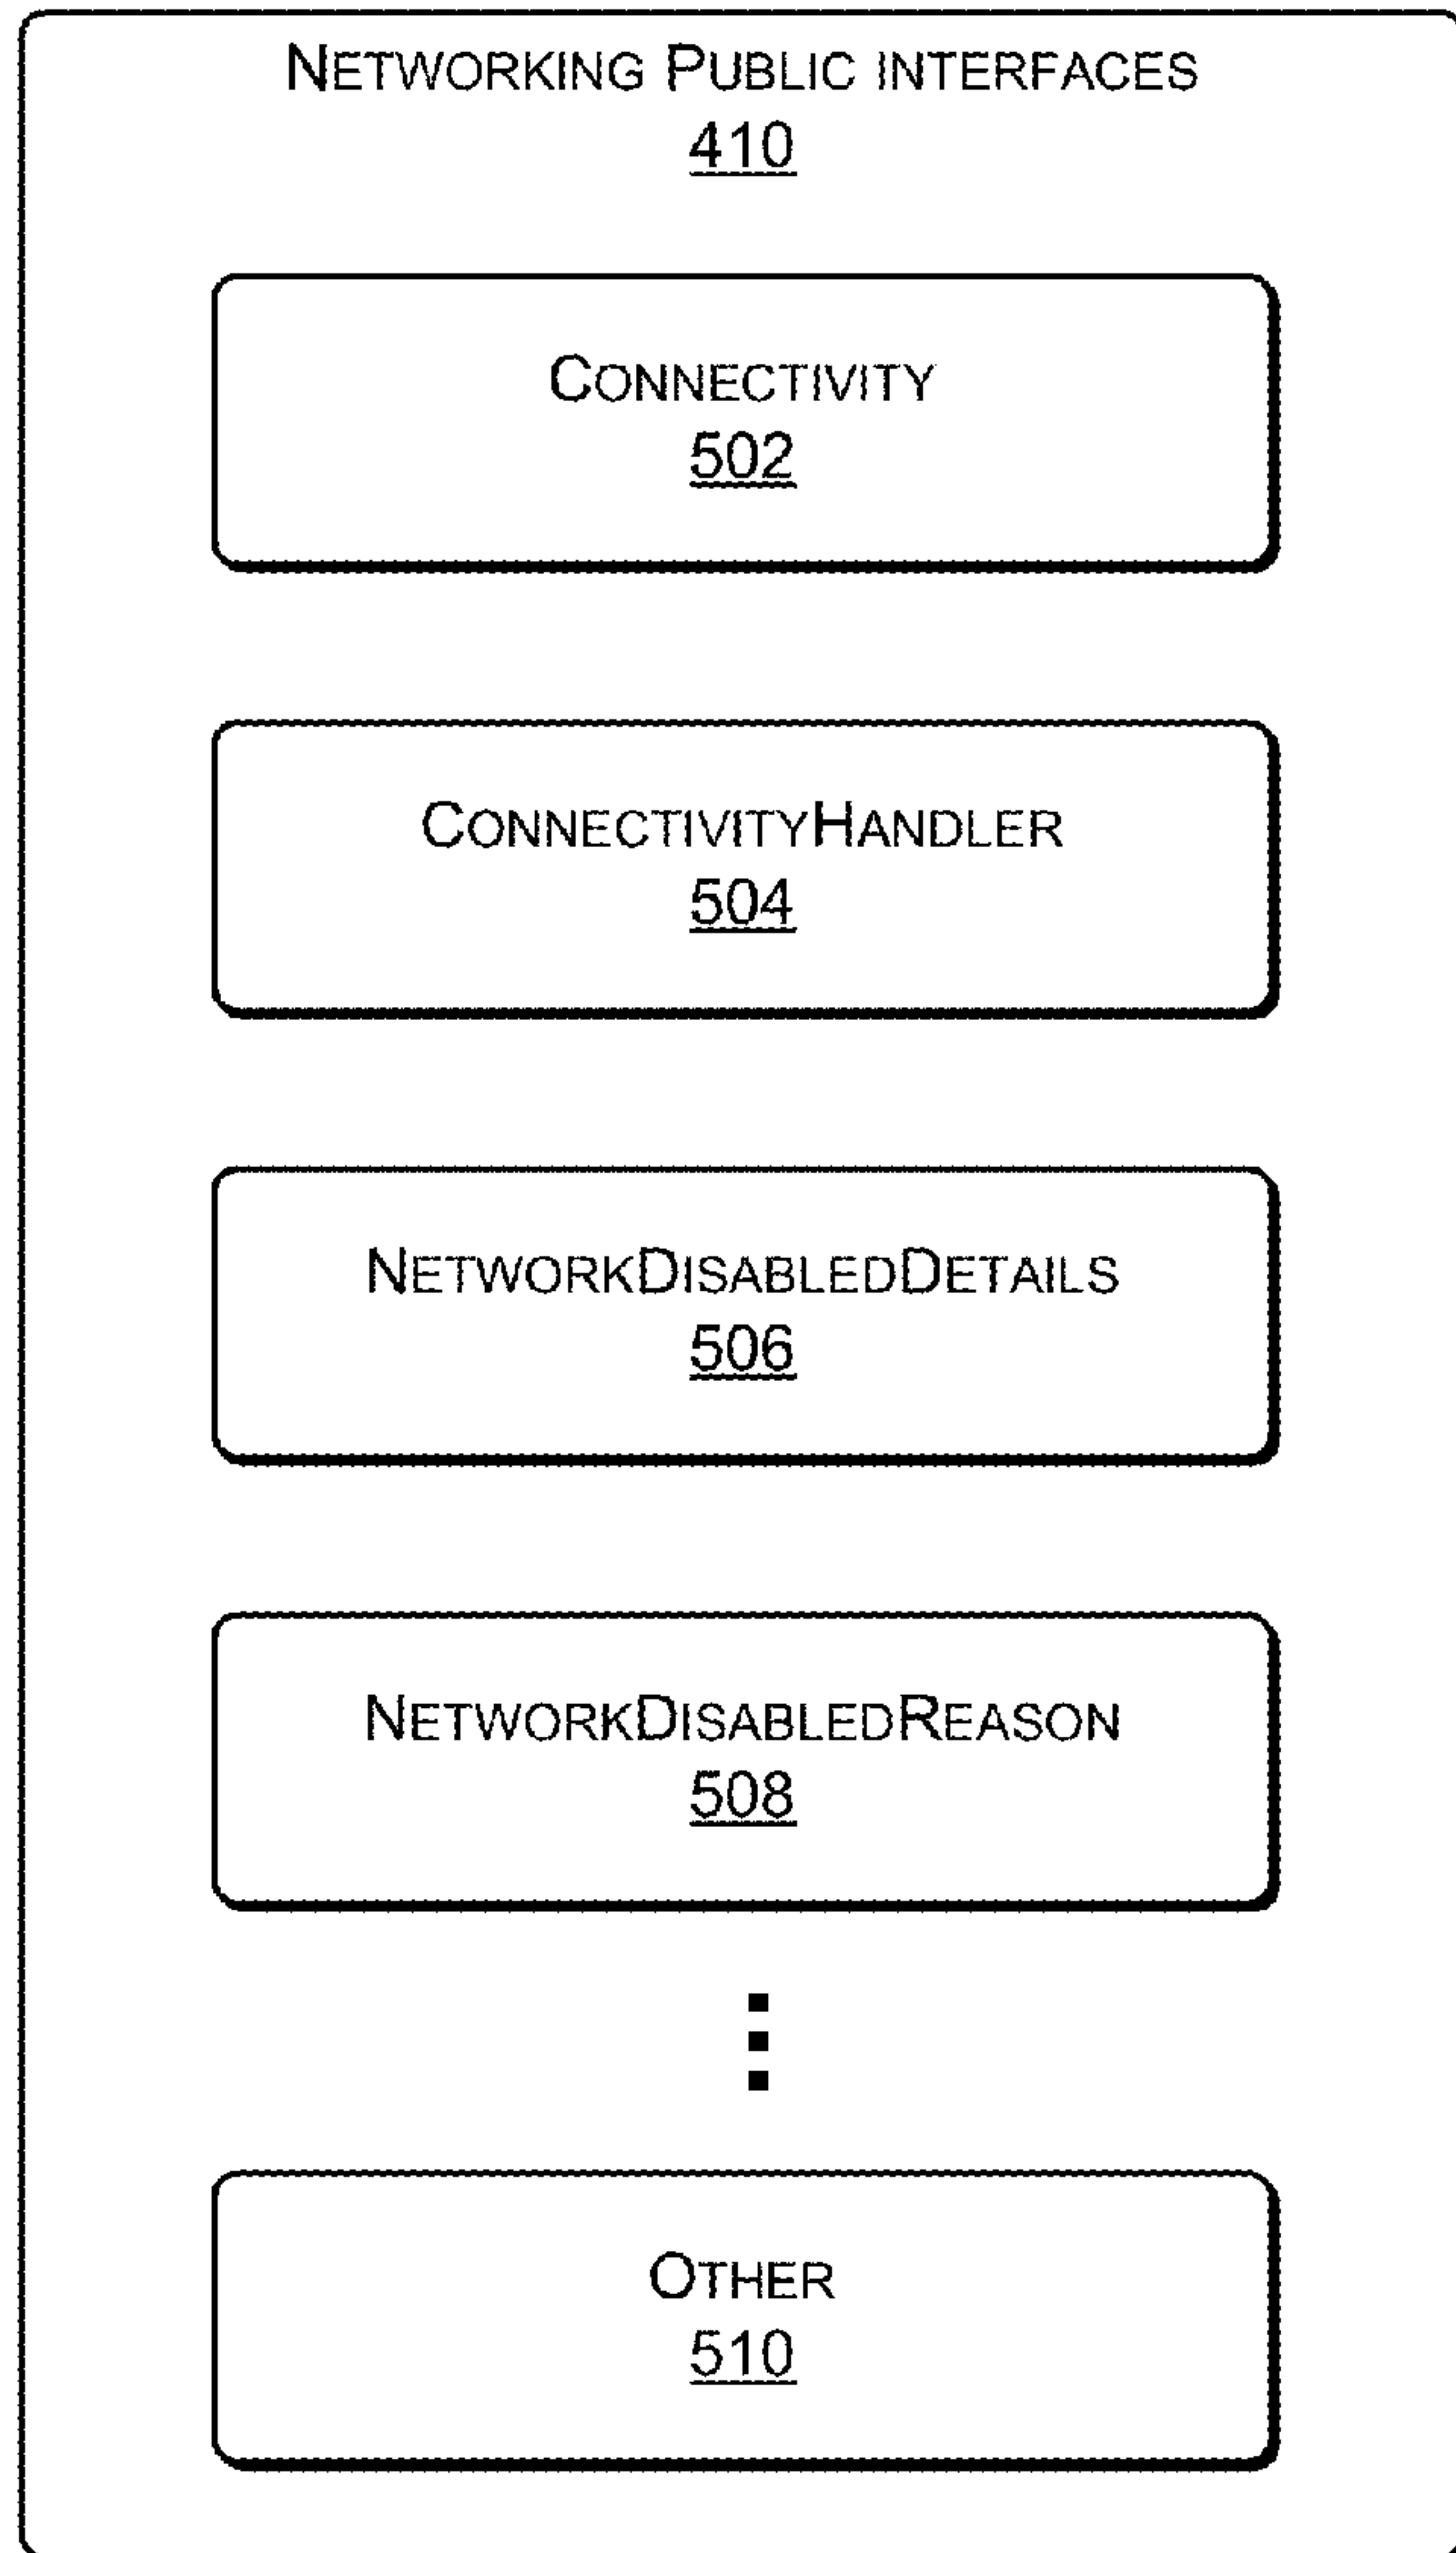 NETWORKING PUBLIC INTERFACES
410
CONNECTIVITY
502
CONNECTIVITYHANDLER
504
NETWORKDISABLEDDETAILS
506
NETWORKDISABLEDREASON
508
OTHER
510